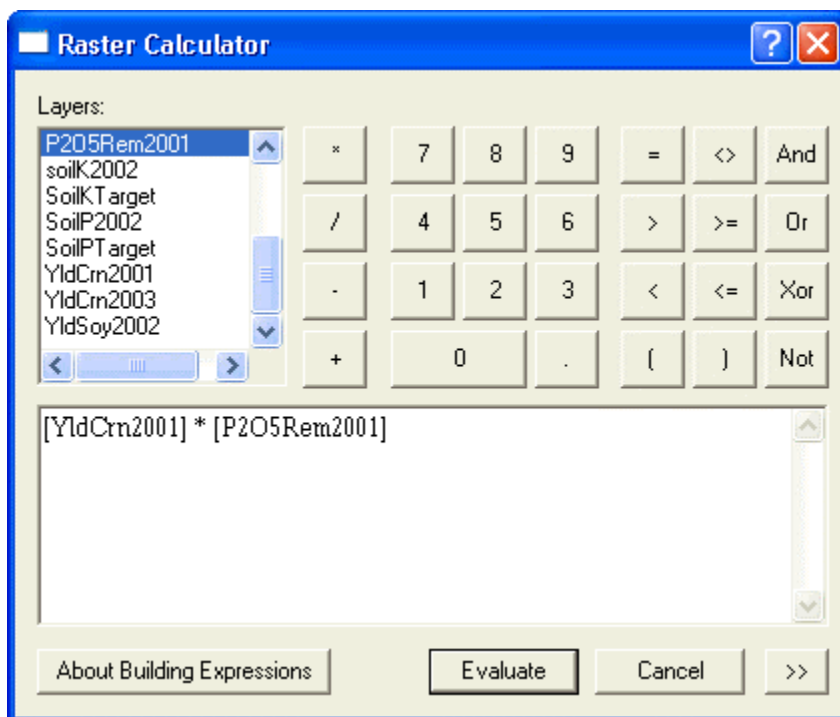 Raster Calculator
Layers:
P2O5Rem2001
soilK2002
SoilKTarget
SoilP2002
SoilPTarget
YldCrn2001
YldCrn2003
YldSoy2002
* 7 8 9 = <> And
/ 4 5 6 > >= Or
- 1 2 3 < <= Xor
+ 0 . ( ) Not
[YldCrn2001] * [P2O5Rem2001]
About Building Expressions Evaluate Cancel >>